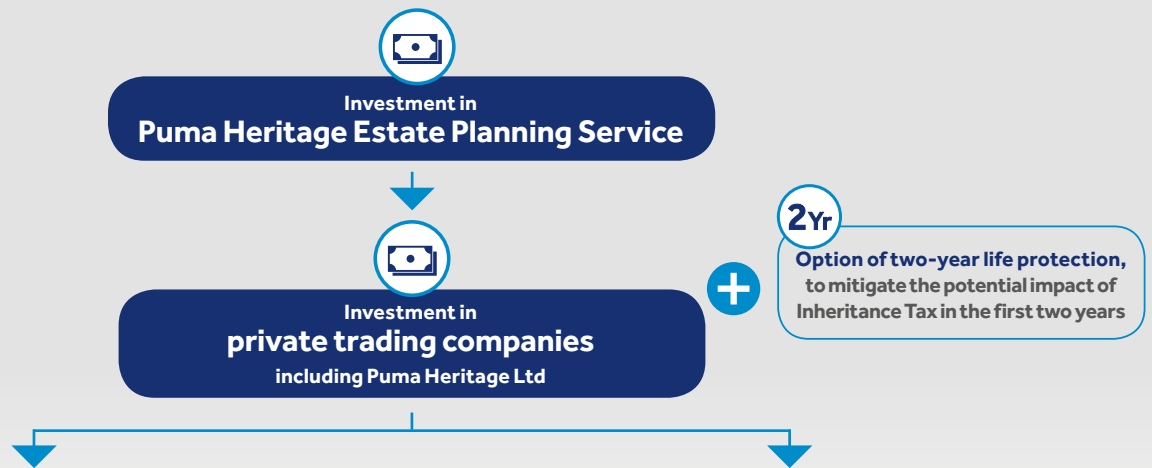 Investment in
Puma Heritage Estate Planning Service
2Yr
Option of two-year life protection,
to mitigate the potential impact of
Inheritance Tax in the first two years
Investment in
private trading companies
including Puma Heritage Ltd